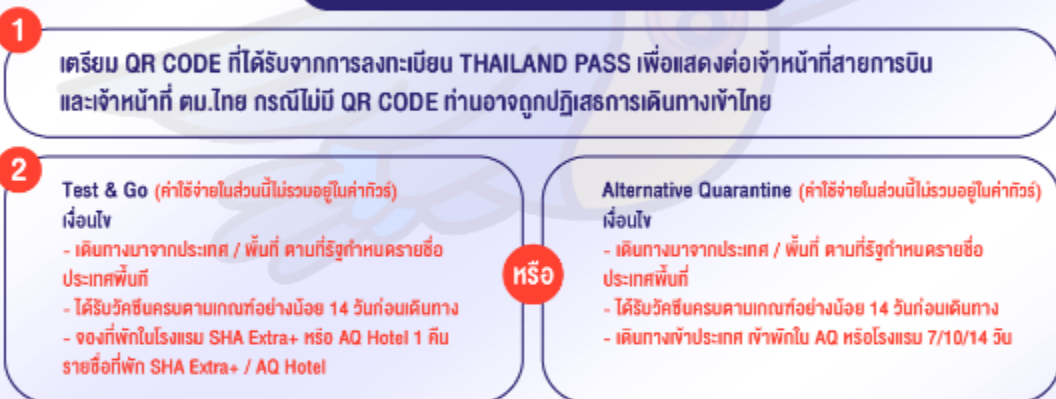 1
เตรียม QR CODE ที่ได้รับจากการลงทะเบียน THAILAND PASS เพื่อแสดงต่อเจ้าหน้าที่สายการบิน
และเจ้าหน้าที่ ตม.ไทย กรณีไม่มี QR CODE ท่านอาจถูกปฏิเสธการเดินทางเข้าไทย
2
Test & Go (ค่าใช้จ่ายในส่วนนี้ไม่รวมอยู่ในค่าทัวร์)
เงื่อนไข
- เดินทางมาจากประเทศ / พื้นที่ ตามที่รัฐกำหนดรายชื่อ
ประเทศพื้นที
- ได้รับวัคซีนครบตามเกณฑ์อย่างน้อย 14 วันก่อนเดินทาง
- จองที่พักในโรงแรม SHA Extra+ หรือ AQ Hotel 1 คืน
รายชื่อที่พัก SHA Extra+ / AQ Hotel
หรือ
Alternative Quarantine (ค่าใช้จ่ายในส่วนนี้ไม่รวมอยู่ในค่าทัวร์)
เงื่อนไข
- เดินทางมาจากประเทศ / พื้นที่ ตามที่รัฐกำหนดรายชื่อ
ประเทศพื้นที่
- ได้รับวัคซีนครบตามเกณฑ์อย่างน้อย 14 วันก่อนเดินทาง
- เดินทางเข้าประเทศ เข้าพักใน AQ หรือโรงแรม 7/10/14 วัน